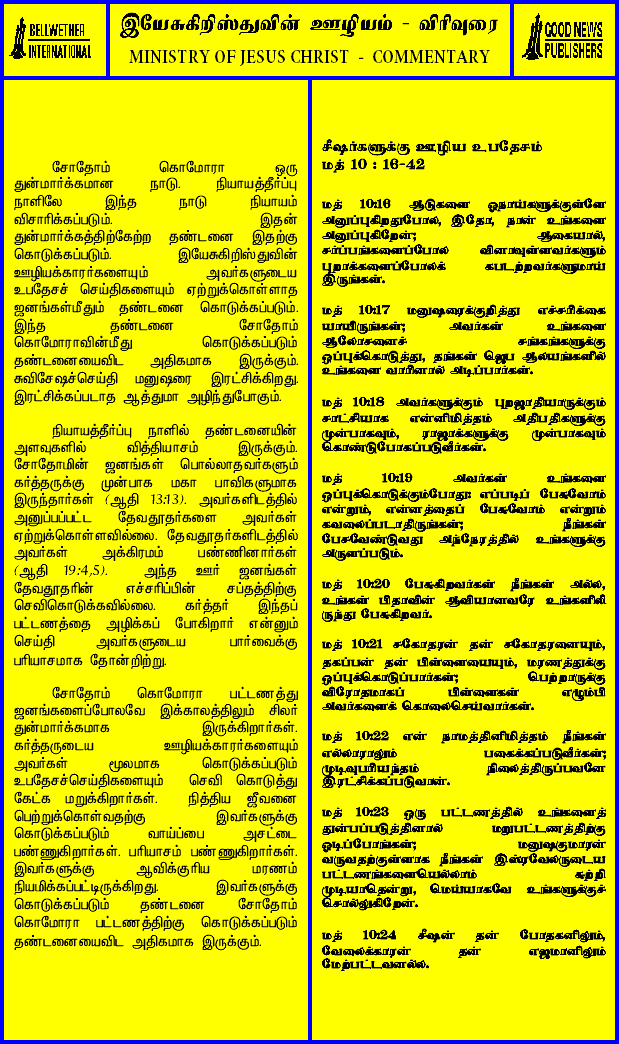 BELLWETHER
INTERNATIONAL
இயேசுகிறிஸ்துவின் ஊழியம் - விரிவுரை
MINISTRY OF JESUS CHRIST - COMMENTARY
GOOD NEWS
PUBLISHERS
சோதோம் கொமோரா ஒரு
துன்மார்க்கமான நாடு. நியாயத்தீர்ப்பு
நாளிலே இந்த நாடு நியாயம்
விசாரிக்கப்படும். இதன்
துன்மார்க்கத்திற்கேற்ற தண்டனை இதற்கு
கொடுக்கப்படும். இயேசுகிறிஸ்துவின்
ஊழியக்காரர்களையும் அவர்களுடைய
உபதேசச் செய்திகளையும் ஏற்றுக்கொள்ளாத
ஜனங்கள்மீதும் தண்டனை கொடுக்கப்படும்.
இந்த தண்டனை சோதோம்
கொமோராவின்மீது கொடுக்கப்படும்
தண்டனையைவிட அதிகமாக இருக்கும்.
சுவிசேஷச்செய்தி மனுஷரை இரட்சிக்கிறது.
இரட்சிக்கப்படாத ஆத்துமா அழிந்துபோகும்.
நியாயத்தீர்ப்பு நாளில் தண்டனையின்
அளவுகளில் வித்தியாசம் இருக்கும்.
சோதோமின் ஜனங்கள் பொல்லாதவர்களும்
கர்த்தருக்கு முன்பாக மகா பாவிகளுமாக
இருந்தார்கள் (ஆதி 13:13). அவர்களிடத்தில்
அனுப்பப்பட்ட தேவதூதர்களை அவர்கள்
ஏற்றுக்கொள்ளவில்லை. தேவதூதர்களிடத்தில்
அவர்கள் அக்கிரமம் பண்ணினார்கள்
(ஆதி 19:4,5). அந்த ஊர் ஜனங்கள்
தேவதூதரின் எச்சரிப்பின் சப்தத்திற்கு
செவிகொடுக்கவில்லை. கர்த்தர் இந்தப்
பட்டணத்தை அழிக்கப் போகிறார் என்னும்
செய்தி அவர்களுடைய பார்வைக்கு
பரியாசமாக தோன்றிற்று.
சோதோம் கொமோரா பட்டணத்து
ஜனங்களைப்போலவே இக்காலத்திலும் சிலர்
துன்மார்க்கமாக இருக்கிறார்கள்.
கர்த்தருடைய ஊழியக்காரர்களையும்
அவர்கள் மூலமாக கொடுக்கப்படும்
உபதேசச்செய்திகளையும் செவி கொடுத்து
கேட்க மறுக்கிறார்கள். நித்திய ஜீவனை
பெற்றுக்கொள்வதற்கு இவர்களுக்கு
கொடுக்கப்படும் வாய்ப்பை அசட்டை
பண்ணுகிறார்கள். பரியாசம் பண்ணுகிறார்கள்.
இவர்களுக்கு ஆவிக்குரிய மரணம்
நியமிக்கப்பட்டிருக்கிறது. இவர்களுக்கு
கொடுக்கப்படும் தண்டனை சோதோம்
கொமோரா பட்டணத்திற்கு கொடுக்கப்படும்
தண்டனையைவிட அதிகமாக இருக்கும்.
சீஷர்களுக்கு ஊழிய உபதேசம்
மத் 10 : 16-42
மத் 10:16 ஆடுகளை ஓநாய்களுக்குள்ளே
அனுப்புகிறதுபோல, இதோ, நான் உங்களை
அனுப்புகிறேன்; ஆகையால்,
சர்ப்பங்களைப்போல வினாவுள்ளவர்களும்
புறாக்களைப்போலக் கபடற்றவர்களுமாய்
இருங்கள்.
மத் 10:17 மனுஷரைக்குறித்து எச்சரிக்கை
யாயிருங்கள்; அவர்கள் உங்களை
ஆலோசனைச் சங்கங்களுக்கு
ஒப்புக்கொடுத்து, தங்கள் ஜெப ஆலயங்களில்
உங்களை வாரினால் அடிப்பார்கள்.
மத் 10:18 அவர்களுக்கும் புறஜாதியாருக்கும்
சாட்சியாக என்னிமித்தம் அதிபதிகளுக்கு
முன்பாகவும், ராஜாக்களுக்கு முன்பாகவும்
கொண்டுபோகப்படுவீர்கள்.
மத் 10:19 அவர்கள் உங்களை
ஒப்புக்கொடுக்கும்போது: எப்படிப் பேசுவோம்
என்றும், என்னத்தைப் பேசுவோம் என்றும்
கவலைப்படாதிருங்கள்; நீங்கள்
பேசவேண்டுவது அந்நேரத்தில் உங்களுக்கு
அருளப்படும்.
மத் 10:20 பேசுகிறவர்கள் நீங்கள் அல்ல,
உங்கள் பிதாவின் ஆவியானவரே உங்களிலி
ருந்து பேசுகிறவர்.
மத் 10:21 சகோதரன் தன் சகோதரனையும்,
தகப்பன் தன் பிள்ளையையும், மரணத்துக்கு
ஒப்புக்கொடுப்பார்கள்; பெற்றாருக்கு
விரோதமாகப் பிள்ளைகள் எழும்பி
அவர்களைக் கொலைசெய்வார்கள்.
மத் 10:22 என் நாமத்தினிமித்தம் நீங்கள்
எல்லாராலும் பகைக்கப்படுவீர்கள்;
முடிவுபரியந்தம் நிலைத்திருப்பவனே
இரட்சிக்கப்படுவான்.
மத் 10:23 ஒரு பட்டணத்தில் உங்களைத்
துன்பப்படுத்தினால் மறுபட்டணத்திற்கு
ஓடிப்போங்கள்; மனுஷகுமாரன்
வருவதற்குள்ளாக நீங்கள் இஸ்ரவேலருடைய
பட்டணங்களையெல்லாம் சுற்றி
முடியாதென்று, மெய்யாகவே உங்களுக்குச்
சொல்லுகிறேன்.
மத் 10:24 சீஷன் தன் போதகனிலும்,
வேலைக்காரன் தன் எஜமானிலும்
மேற்பட்டவனல்ல.